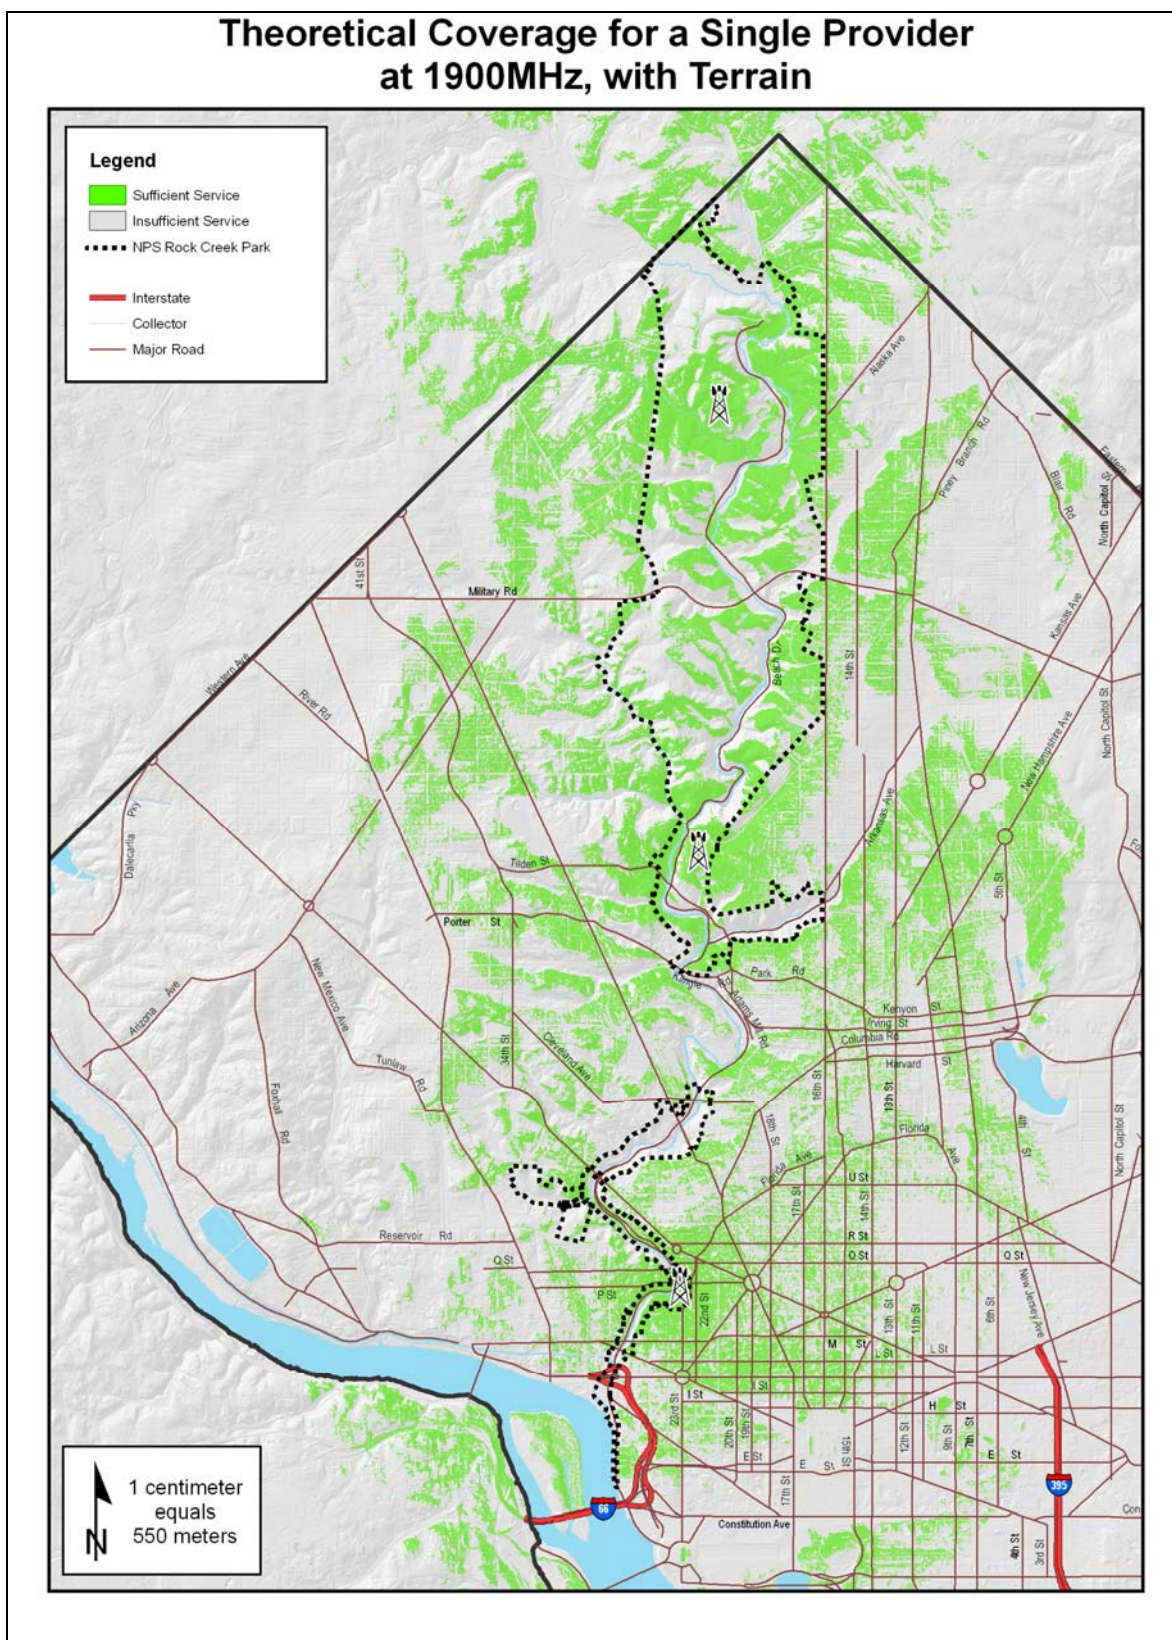 Theoretical Coverage for a Single Provider
at 1900MHz, with Terrain
Legend
Sufficient Service
Insufficient Service
NPS Rock Creek Park
Interstate
Collector
Major Road
Alaska Ave
Piney Branch Rd
Blair Rd
Eastern
North Capitol St
41st St
Military Rd
Kansas Ave
Western Ave
River Rd
Beach D
14th St
North Capitol St
New Hampshire Ave
Dalecarlia Pky
Arkansas Ave
Tilden St
Fo
5th St
Porter St
New Mexico Ave
Arizona Ave
Park Rd
Klingle Rd
Adams Mill Rd
Kenyon St
Irving St
Columbia Rd
Harvard St
34th St
Cleveland Ave
Tunlaw Rd
Foxhall Rd
16th St
13th St
18th St
Florida Ave
Florida Ave
4th St
North Capitol St
U St
17th St
14th St
Reservoir Rd
R St
Q St
Q St
Q St
P St
22nd St
New Jersey Ave
13th St
11th St
6th St
M St
L St
L St
I St
I St
23rd St
H St
20th St
19th St
15th St
12th St
9th St
7th St
E St
E St
E St
17th St
66
395
Constitution Ave
Con
4th St
3rd St
N
1 centimeter
equals
550 meters